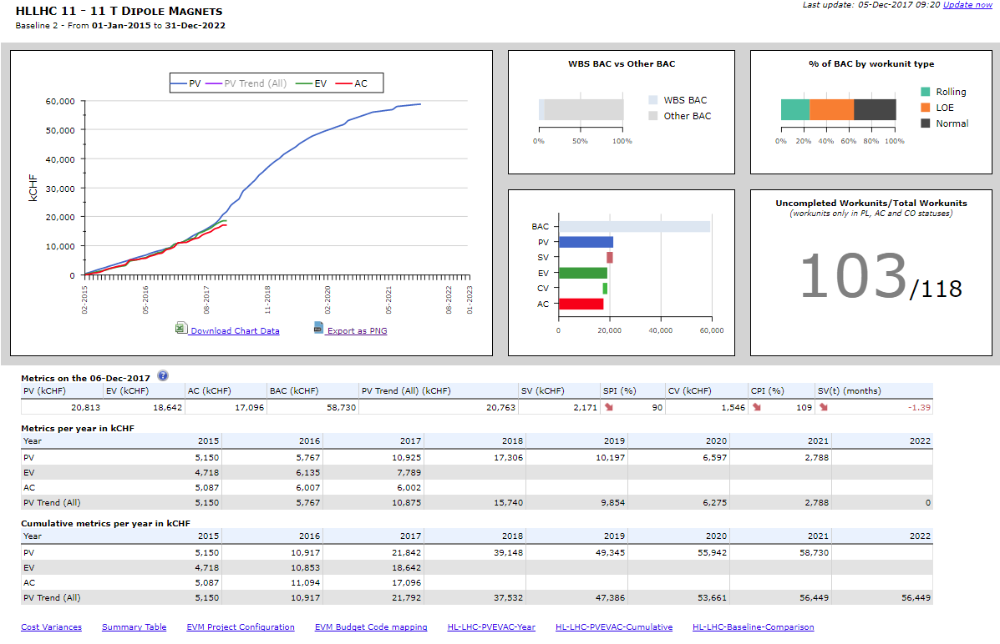 HLLHC 11 - 11 T Dipole Magnets
Last update: 05-Dec-2017 09:20 Update now
Baseline 2 - From 01-Jan-2015 to 31-Dec-2022
PV PV Trend (All) EV AC
60,000
50,000
40,000
30,000
20,000
10,000
0
kCHF
02-2015 05-2016 08-2017 11-2018 02-2020 05-2021 08-2022 01-2023
Download Chart Data Export as PNG
WBS BAC vs Other BAC
WBS BAC
Other BAC
0% 50% 100%
% of BAC by workunit type
Rolling
LOE
Normal
0% 20% 40% 60% 80% 100%
BAC
PV
SV
EV
CV
AC
0 20,000 40,000 60,000
Uncompleted Workunits/Total Workunits
(workunits only in PL, AC and CO statuses)
103/118
Metrics on the 06-Dec-2017 ?
PV (kCHF) EV (kCHF) AC (kCHF) BAC (kCHF) PV Trend (All) (kCHF) SV (kCHF) SPI (%) CV (kCHF) CPI (%) SV(t) (months)
20,813 18,642 17,096 58,730 20,763 2,171 90 1,546 109 -1.39
Metrics per year in kCHF
Year 2015 2016 2017 2018 2019 2020 2021 2022
PV 5,150 5,767 10,925 17,306 10,197 6,597 2,788
EV 4,718 6,135 7,789
AC 5,087 6,007 6,002
PV Trend (All) 5,150 5,767 10,875 15,740 9,854 6,275 2,788 0
Cumulative metrics per year in kCHF
Year 2015 2016 2017 2018 2019 2020 2021 2022
PV 5,150 10,917 21,842 39,148 49,345 55,942 58,730
EV 4,718 10,853 18,642
AC 5,087 11,094 17,096
PV Trend (All) 5,150 10,917 21,792 37,532 47,386 53,661 56,449 56,449
Cost Variances Summary Table EVM Project Configuration EVM Budget Code mapping HL-LHC-PVEVAC-Year HL-LHC-PVEVAC-Cumulative HL-LHC-Baseline-Comparison